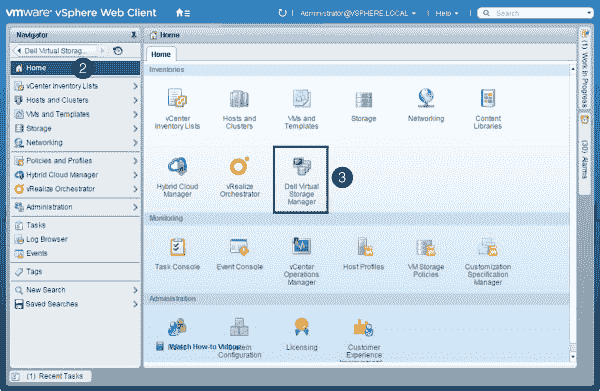 vmware® vSphere Web Client
Administrator@VSPHERE.LOCAL
Help
Search
Navigator
Dell Virtual Storag...
Home
2
vCenter Inventory Lists
Hosts and Clusters
VMs and Templates
Storage
Networking
Policies and Profiles
Hybrid Cloud Manager
vRealize Orchestrator
Administration
Tasks
Log Browser
Events
Tags
New Search
Saved Searches
Home
Home
Inventories
vCenter
Inventory Lists
Hosts and
Clusters
VMs and
Templates
Storage
Networking
Content
Libraries
Hybrid Cloud
Manager
vRealize
Orchestrator
Dell Virtual
Storage
Manager
3
Monitoring
Task Console
Event Console
vCenter
Operations
Manager
Host Profiles
VM Storage
Policies
Customization
Specification
Manager
Administration
Watch How-to Videos
System
Configuration
Licensing
Customer
Experience
(1) Work In Progress
(30) Alarms
(1) Recent Tasks